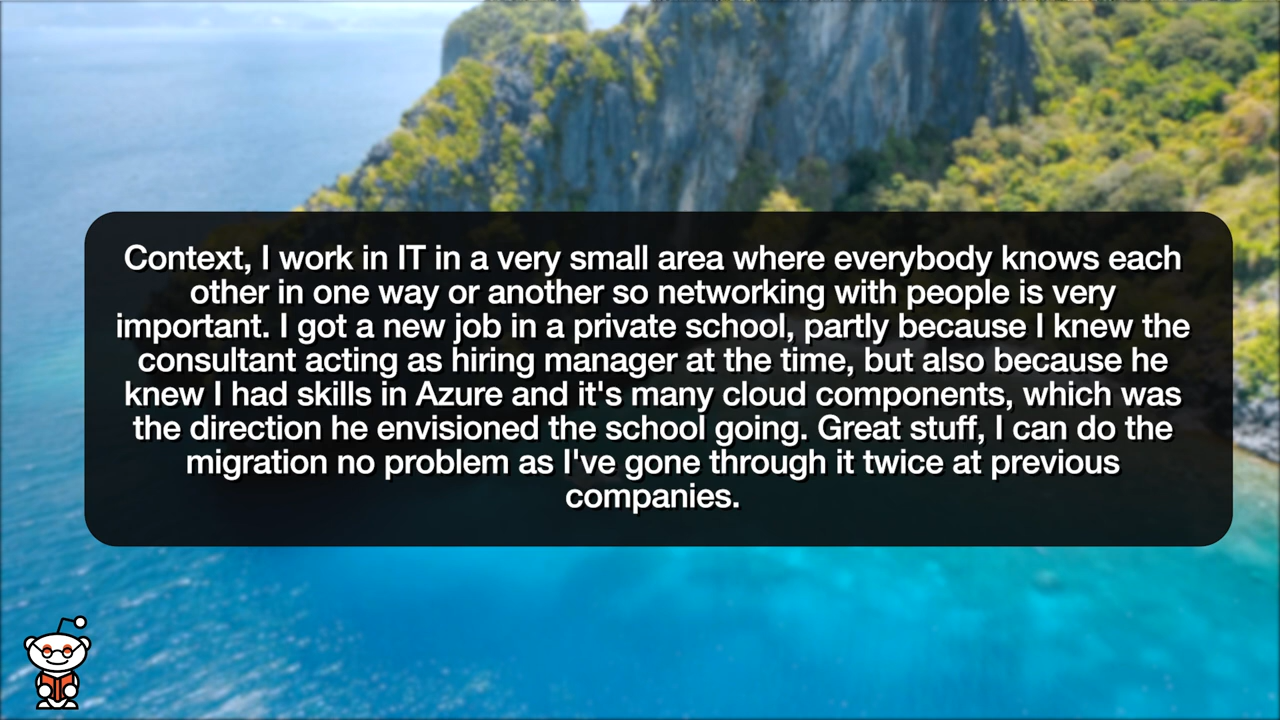 Context, I work in IT in a very small area where everybody knows each
other in one way or another so networking with people is very
important. I got a new job in a private school, partly because I knew the
consultant acting as hiring manager at the time, but also because he
knew I had skills in Azure and it's many cloud components, which was
the direction he envisioned the school going. Great stuff, I can do the
migration no problem as I've gone through it twice at previous
companies.